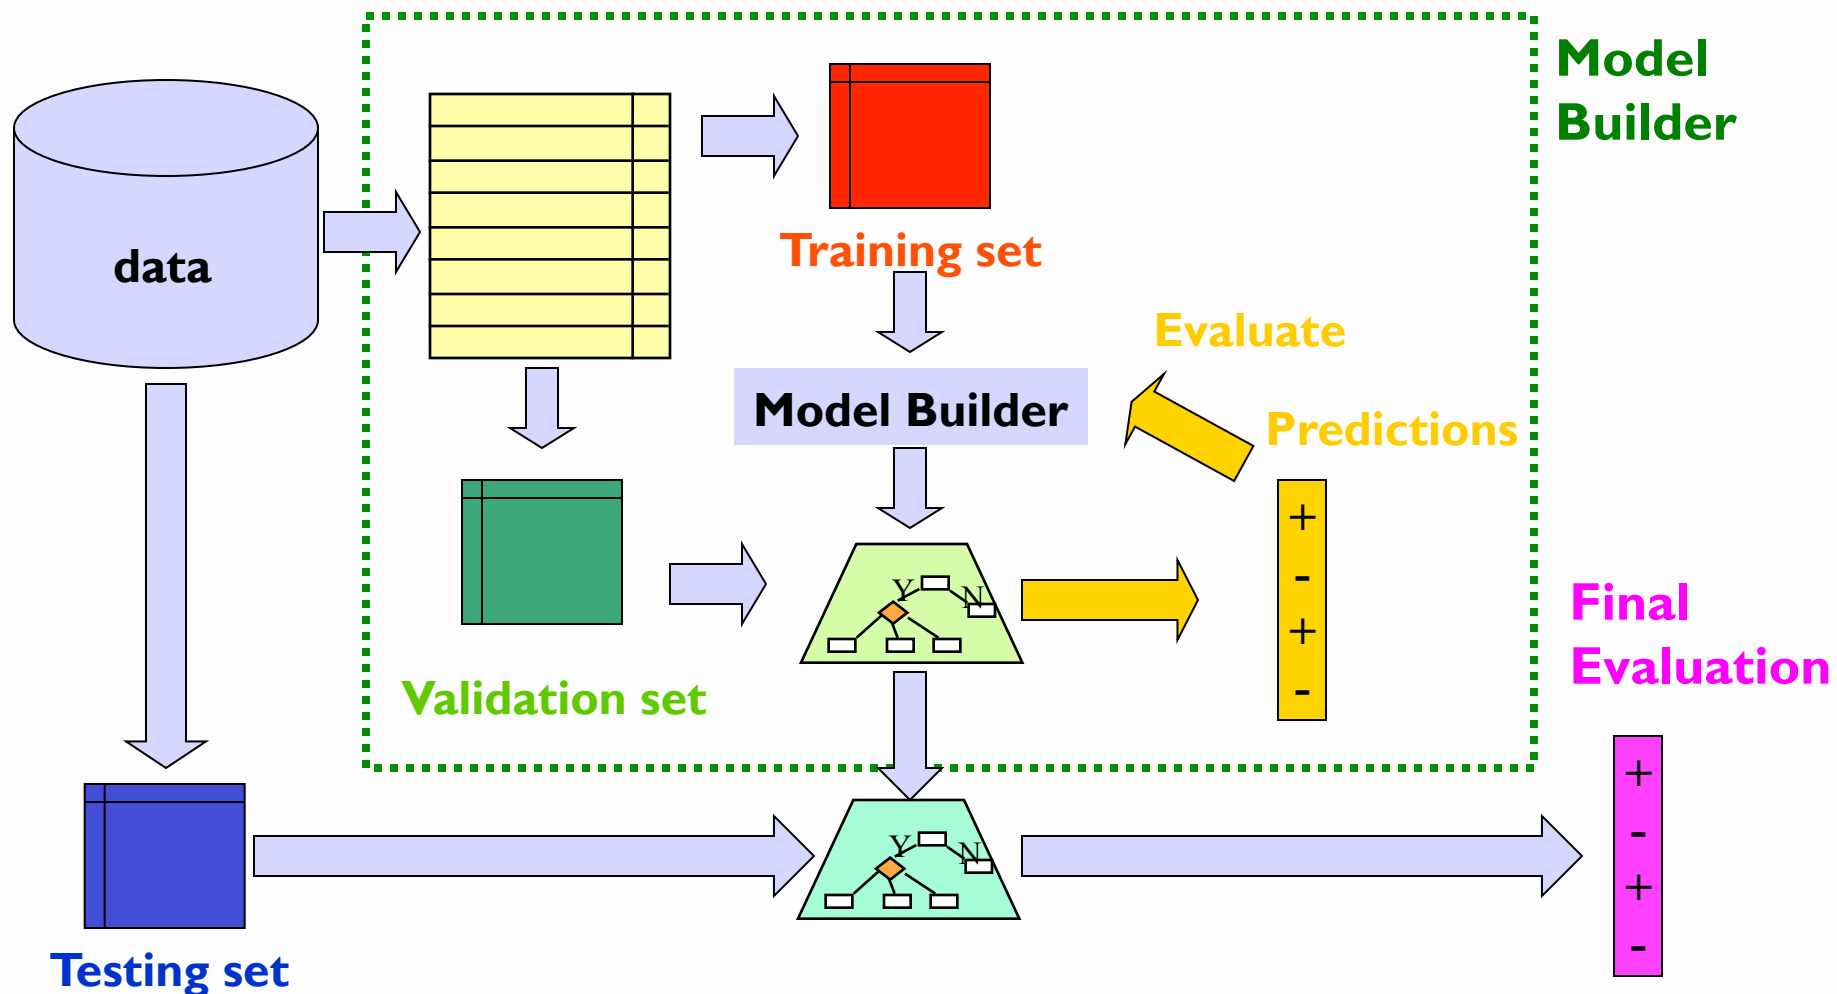 Model
Builder
data
Training set
Evaluate
Predictions
Model Builder
+
-
+
-
Y
N
Validation set
Final
Evaluation
+
-
+
-
Y
N
Testing set